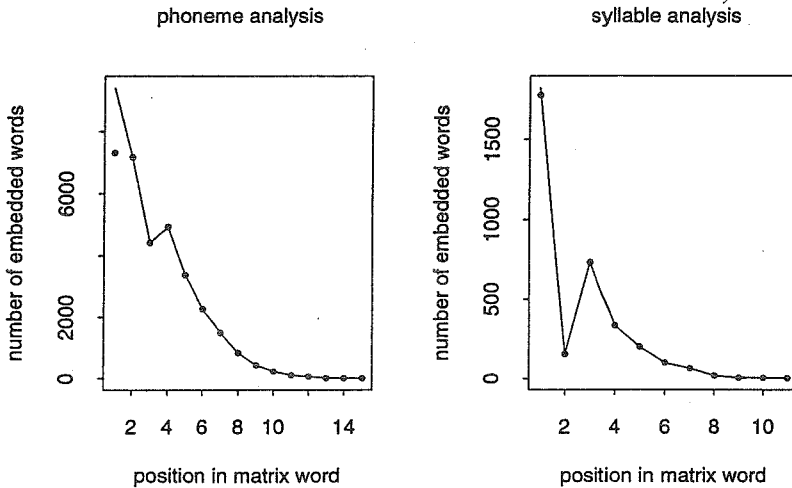 phoneme analysis
number of embedded words
0
2000
6000
2 4 6 8 10 14
position in matrix word
syllable analysis
number of embedded words
0
500
1000
1500
2 4 6 8 10
position in matrix word